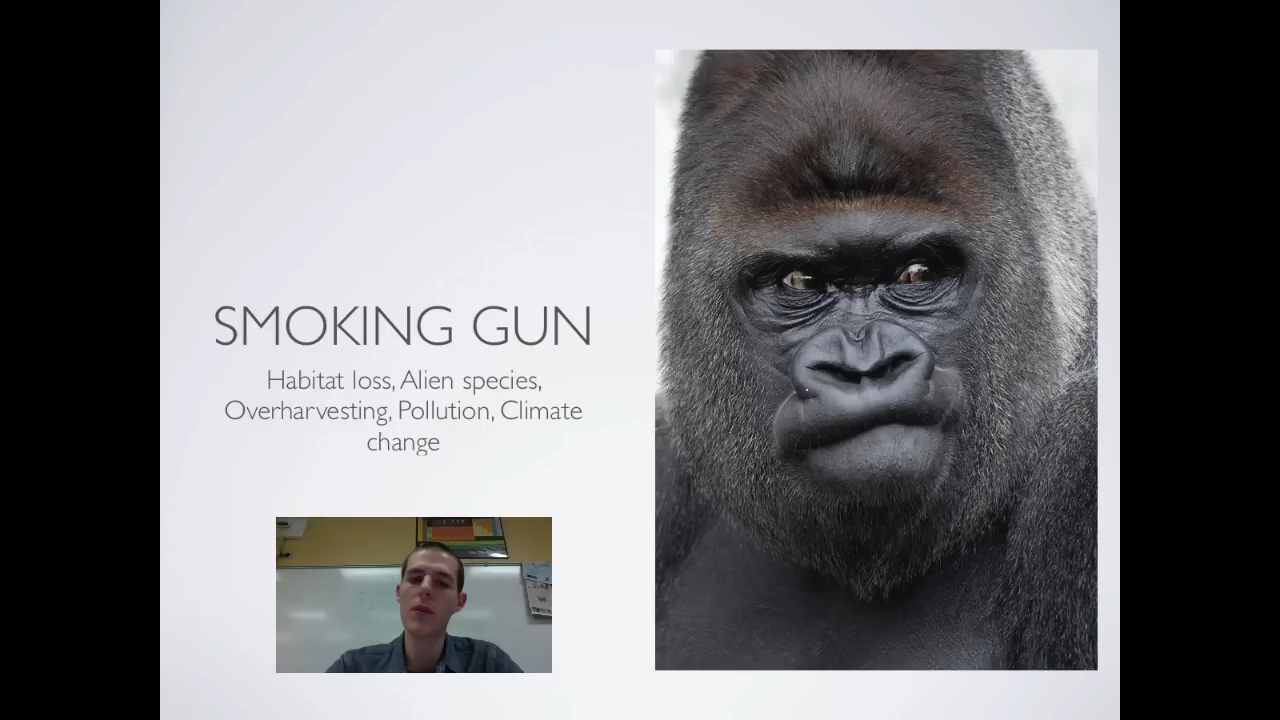 SMOKING GUN
Habitat loss, Alien species,
Overharvesting, Pollution, Climate
change